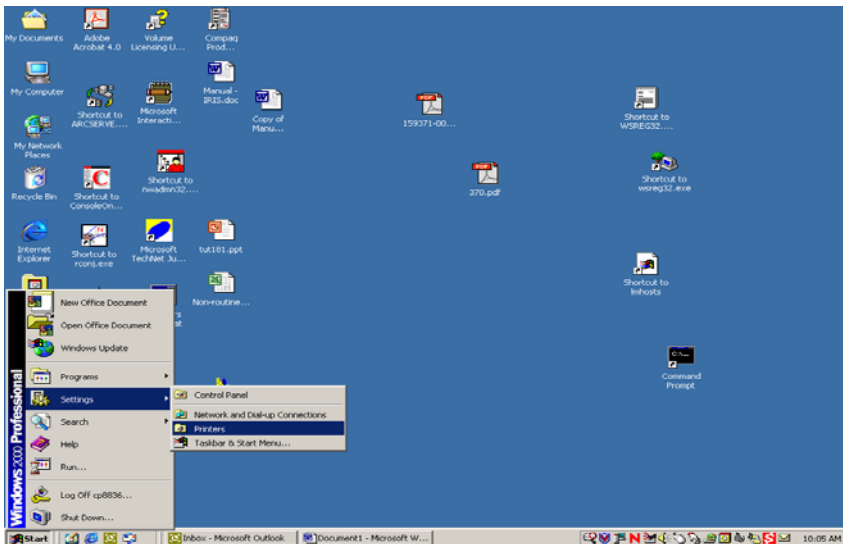 My Documents
Adobe
Acrobat 4.0
Volume
Licensing U...
Compaq
Prod...
My Computer
Shortcut to
ARCSERVE....
Microsoft
Interacti...
Manual -
IRIS.doc
Copy of
Manu...
159371-00...
Shortcut to
WSREG32....
My Network
Places
Shortcut to
nwadmn32....
Recycle Bin
Shortcut to
ConsoleOn...
370.pdf
Shortcut to
wsreg32.exe
Internet
Explorer
Shortcut to
rconj.exe
Microsoft
TechNet Ju...
tut181.ppt
Shortcut to
lmhosts
Non-routine...
Command
Prompt
Windows 2000 Professional
New Office Document
Open Office Document
Windows Update
Programs
Settings
Search
Help
Run...
Log Off cp8836...
Shut Down...
Control Panel
Network and Dial-up Connections
Printers
Taskbar & Start Menu...
Start
Inbox - Microsoft Outlook
Document1 - Microsoft W...
10:05 AM